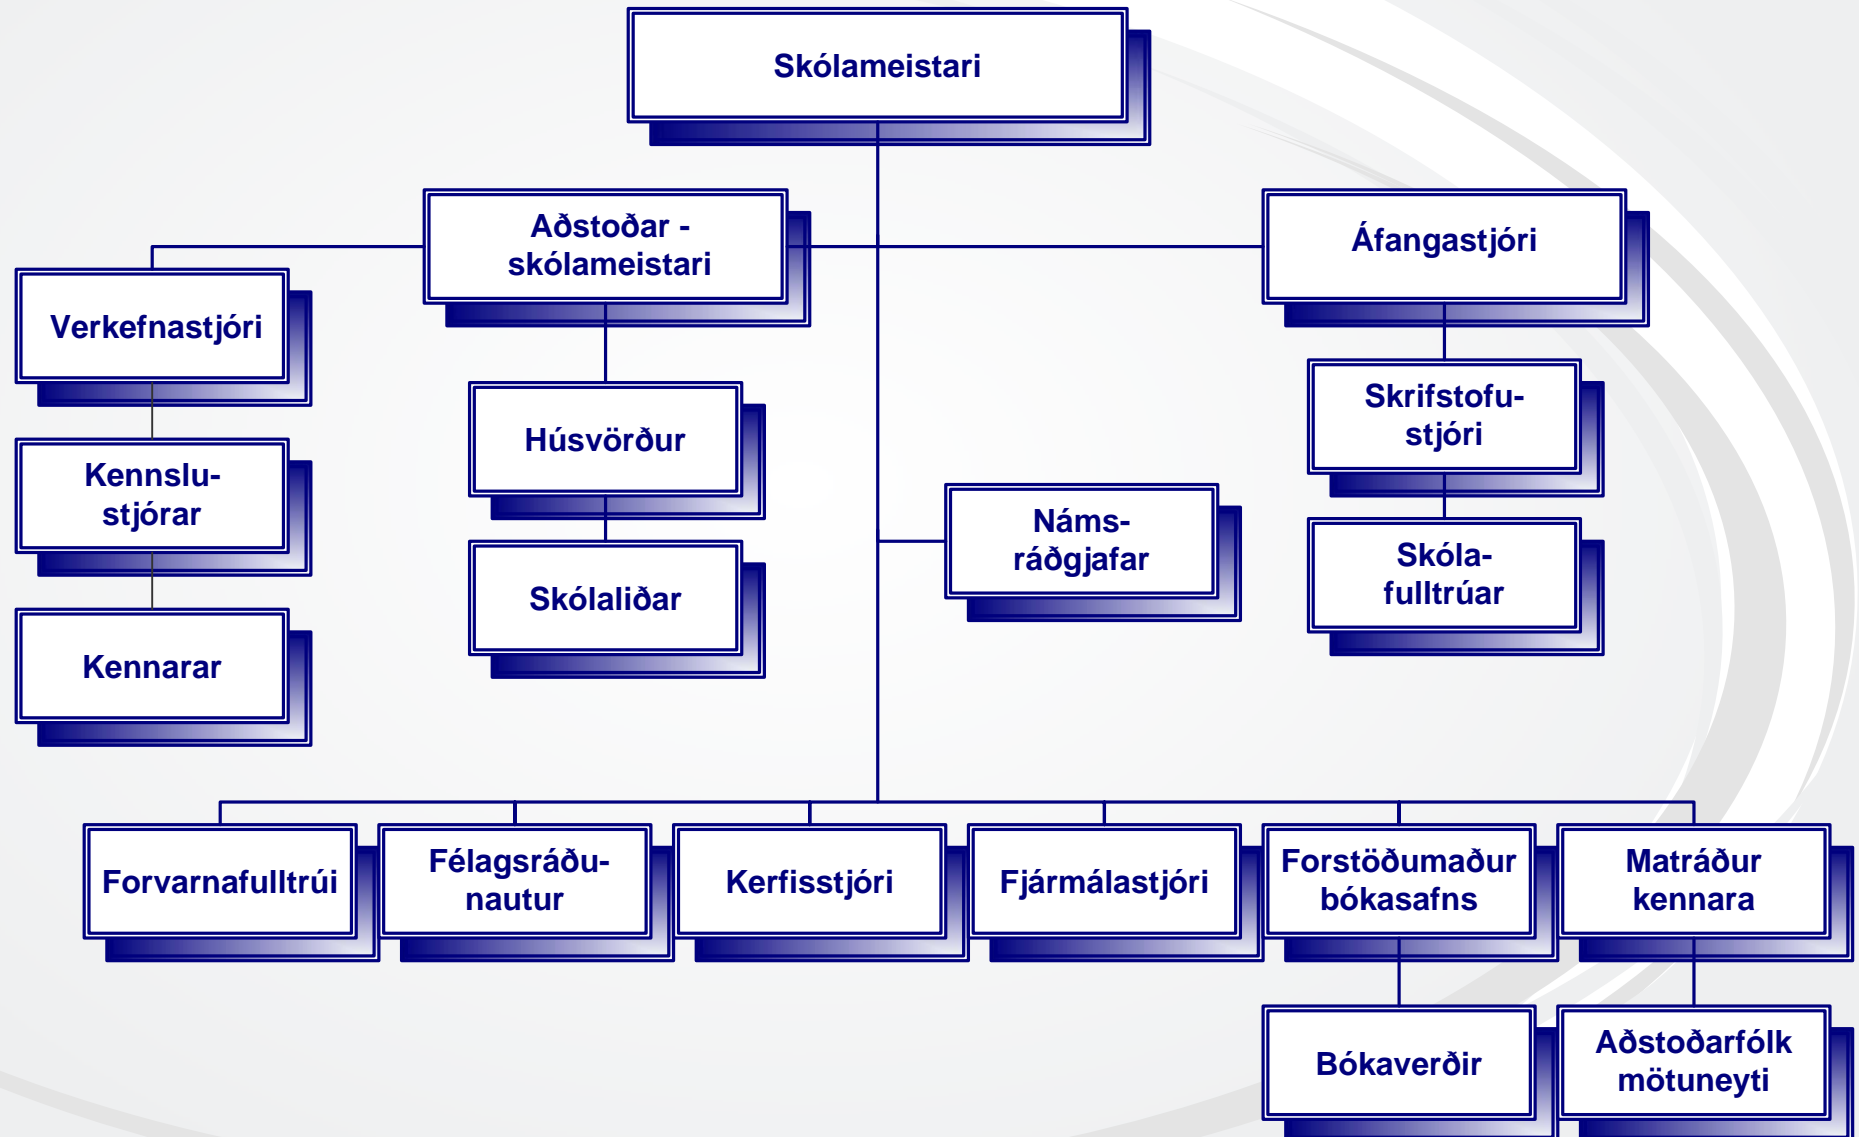 Skólameistari
Aðstoðar -
skólameistari
Áfangastjóri
Verkefnastjóri
Húsvörður
Skrifstofu-
stjóri
Kennslu-
stjórar
Náms-
ráðgjafar
Skóla-
fulltrúar
Skólaliðar
Kennarar
Forvarnafulltrúi
Félagsráðu-
nautur
Kerfisstjóri
Fjármálastjóri
Forstöðumaður
bókasafns
Matráður
kennara
Bókaverðir
Aðstoðarfólk
mötuneyti